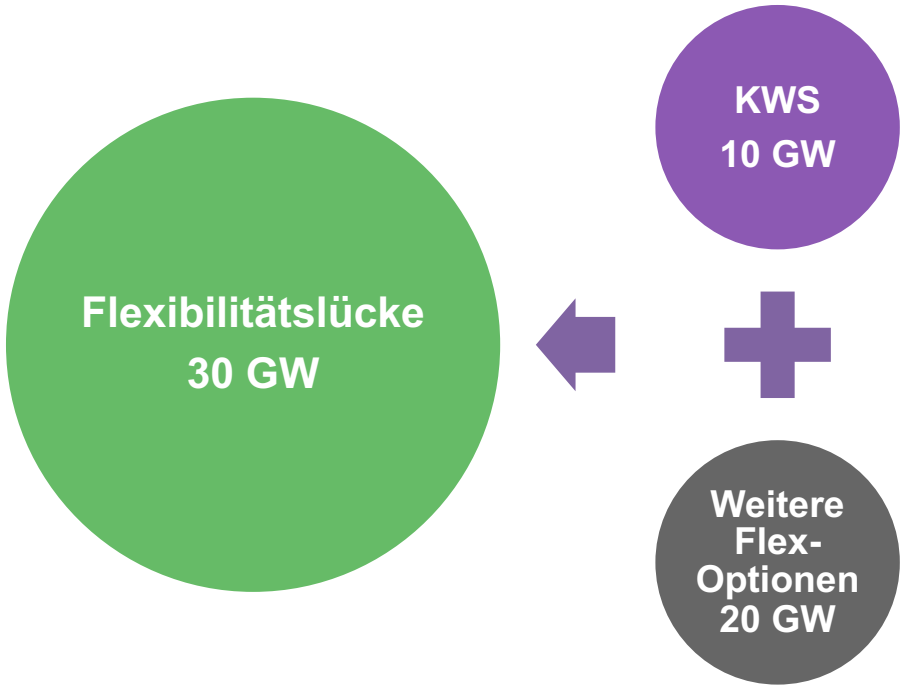 Flexibilitätslücke
30 GW
KWS
10 GW
Weitere
Flex-
Optionen
20 GW